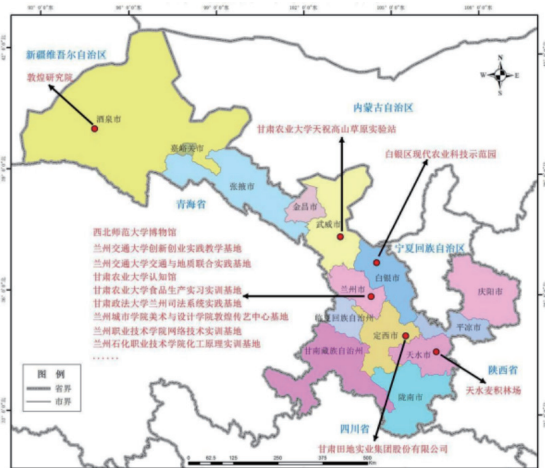 新疆维吾尔自治区
敦煌研究院
酒泉市
内蒙古自治区
甘肃农业大学天祝高山草原实验站
白银区现代农业科技示范园
嘉峪关市
张掖市
青海省
金昌市
武威市
宁夏回族自治区
白银市
西北师范大学博物馆
兰州交通大学创新创业实践教学基地
兰州交通大学交通与地质联合实践基地
甘肃农业大学认知馆
甘肃农业大学食品生产实习实训基地
甘肃政法大学兰州司法系统实践基地
兰州城市学院美术与设计学院敦煌传艺中心基地
兰州职业技术学院网络技术实训基地
兰州石化职业技术学院化工原理实训基地
······
兰州市
临夏回族自治州
定西市
庆阳市
平凉市
甘南藏族自治州
天水市
陇南市
陕西省
天水麦积林场
四川省
甘肃田地实业集团股份有限公司
图 例
省界
市界
N
W
E
S
0 62.5 125 250 375 500